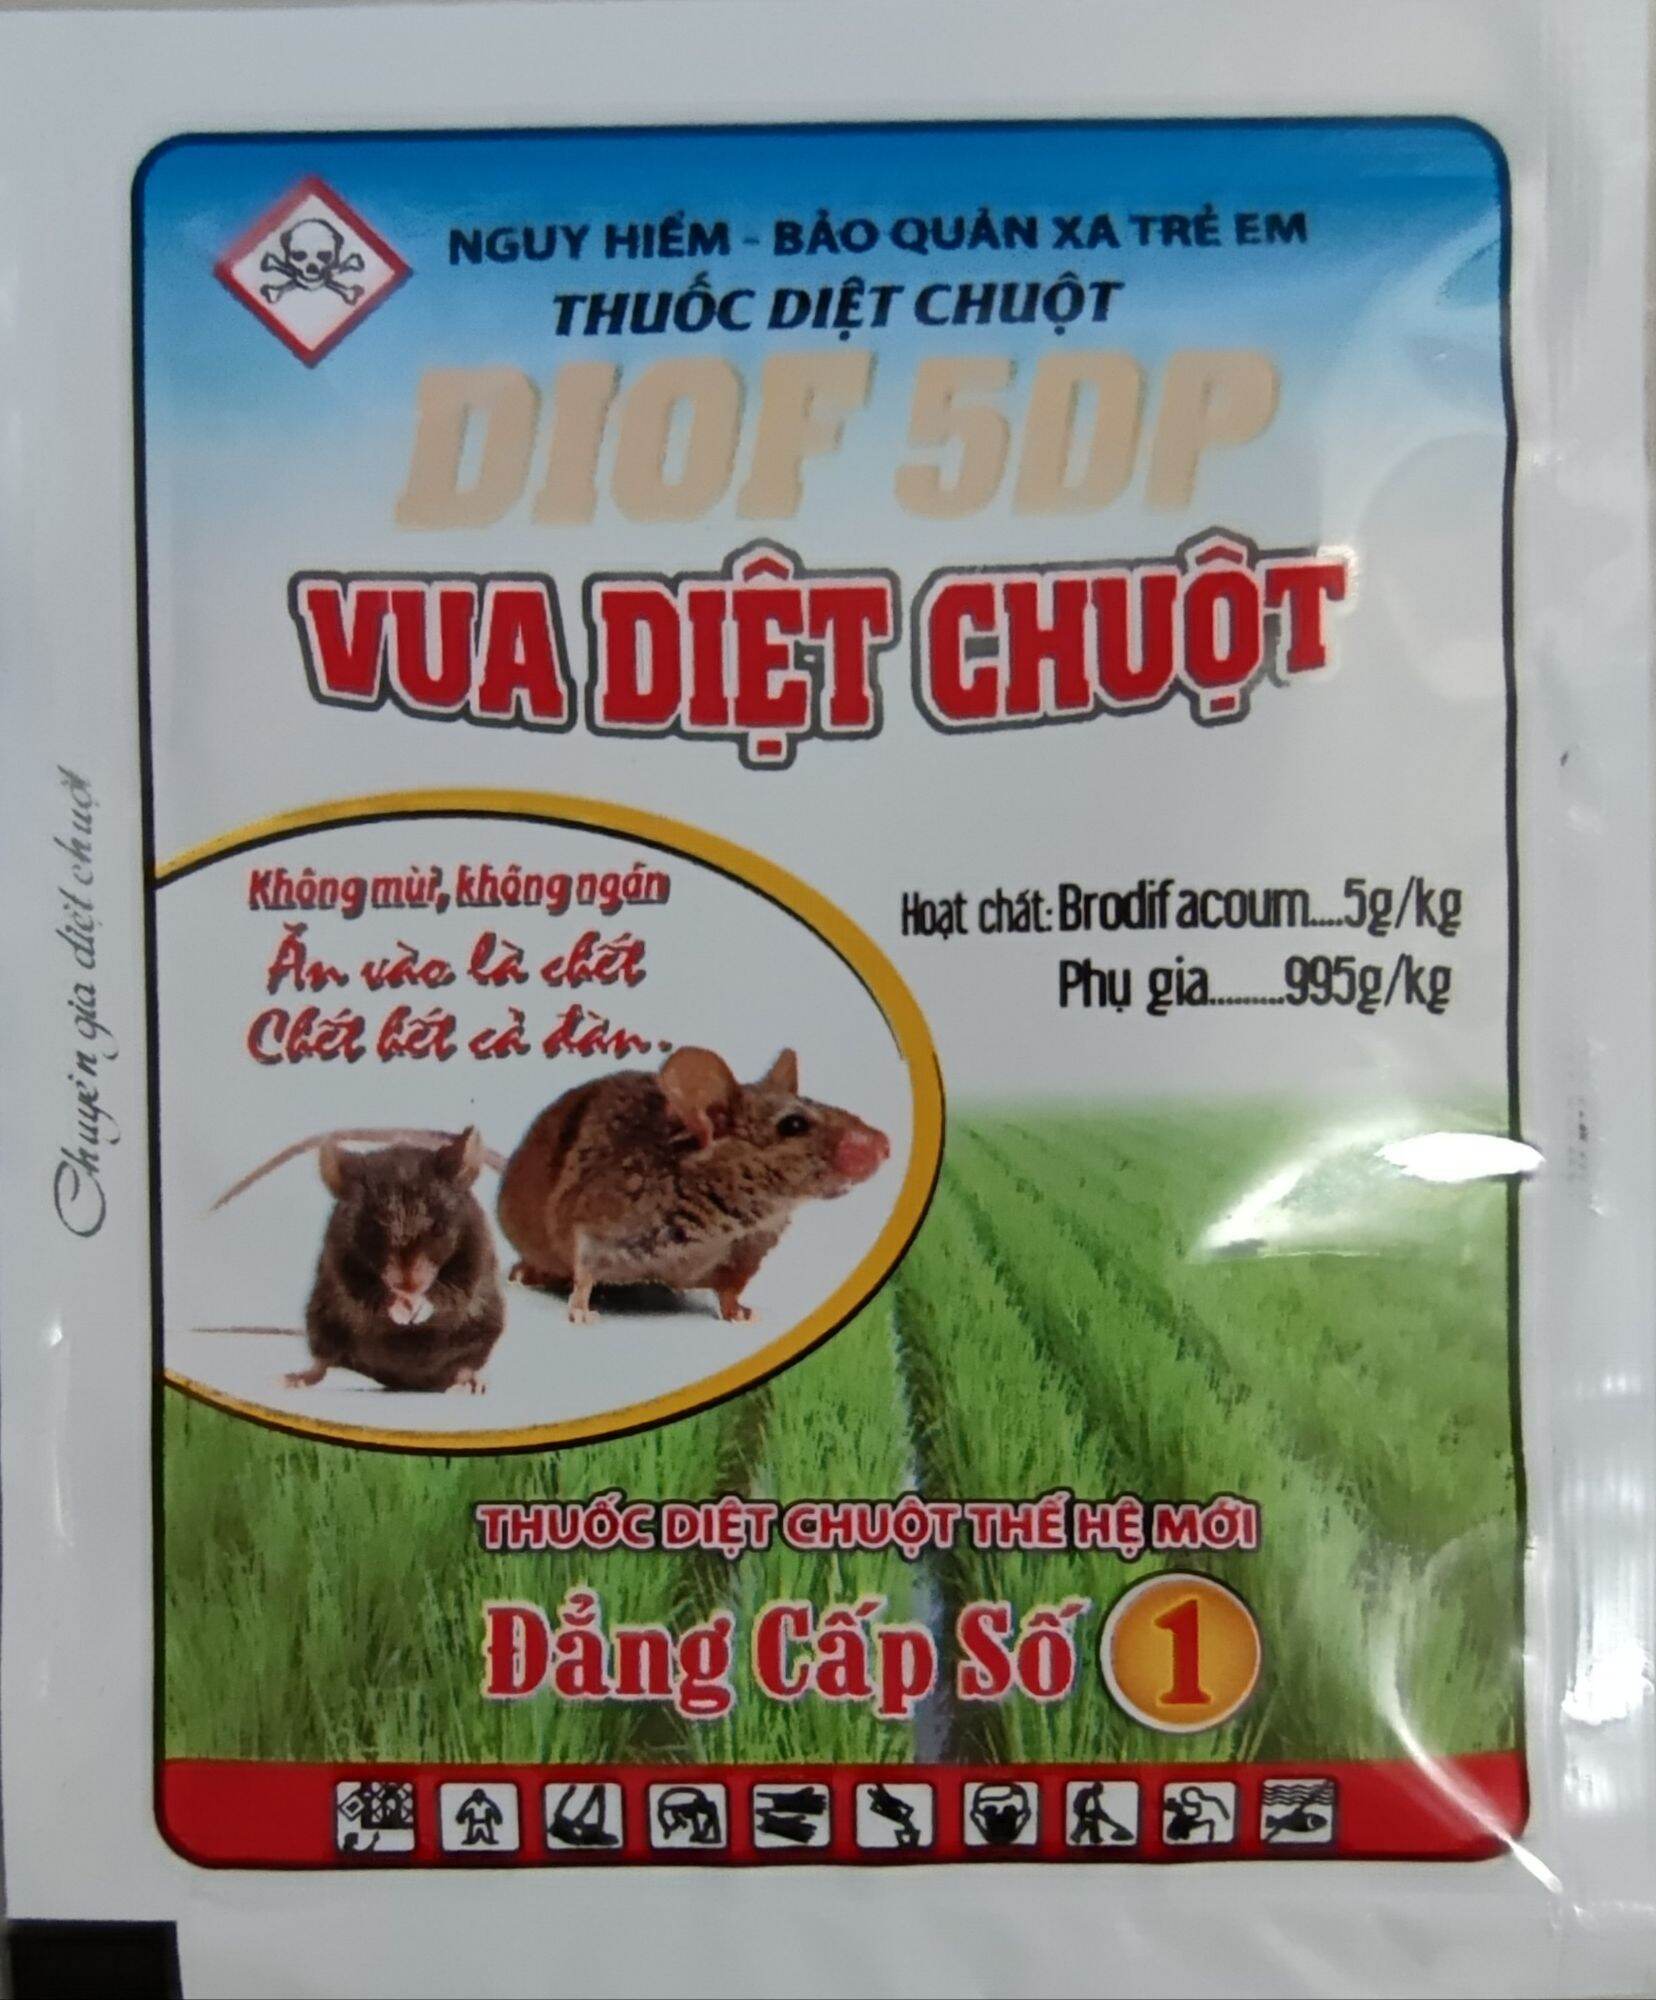 NGUY HIỂM - BẢO QUẢN XA TRẺ EM
THUỐC DIỆT CHUỘT
DIOF 5DP
VUA DIỆT CHUỘT
Không mùi, không ngán
Ăn vào là chết
Chết hết cả đàn.
Hoạt chất: Brodifacoum....5g/kg
Phụ gia.........995g/kg
Chuyên gia diệt chuột
THUỐC DIỆT CHUỘT THẾ HỆ MỚI
Đẳng Cấp Số 1